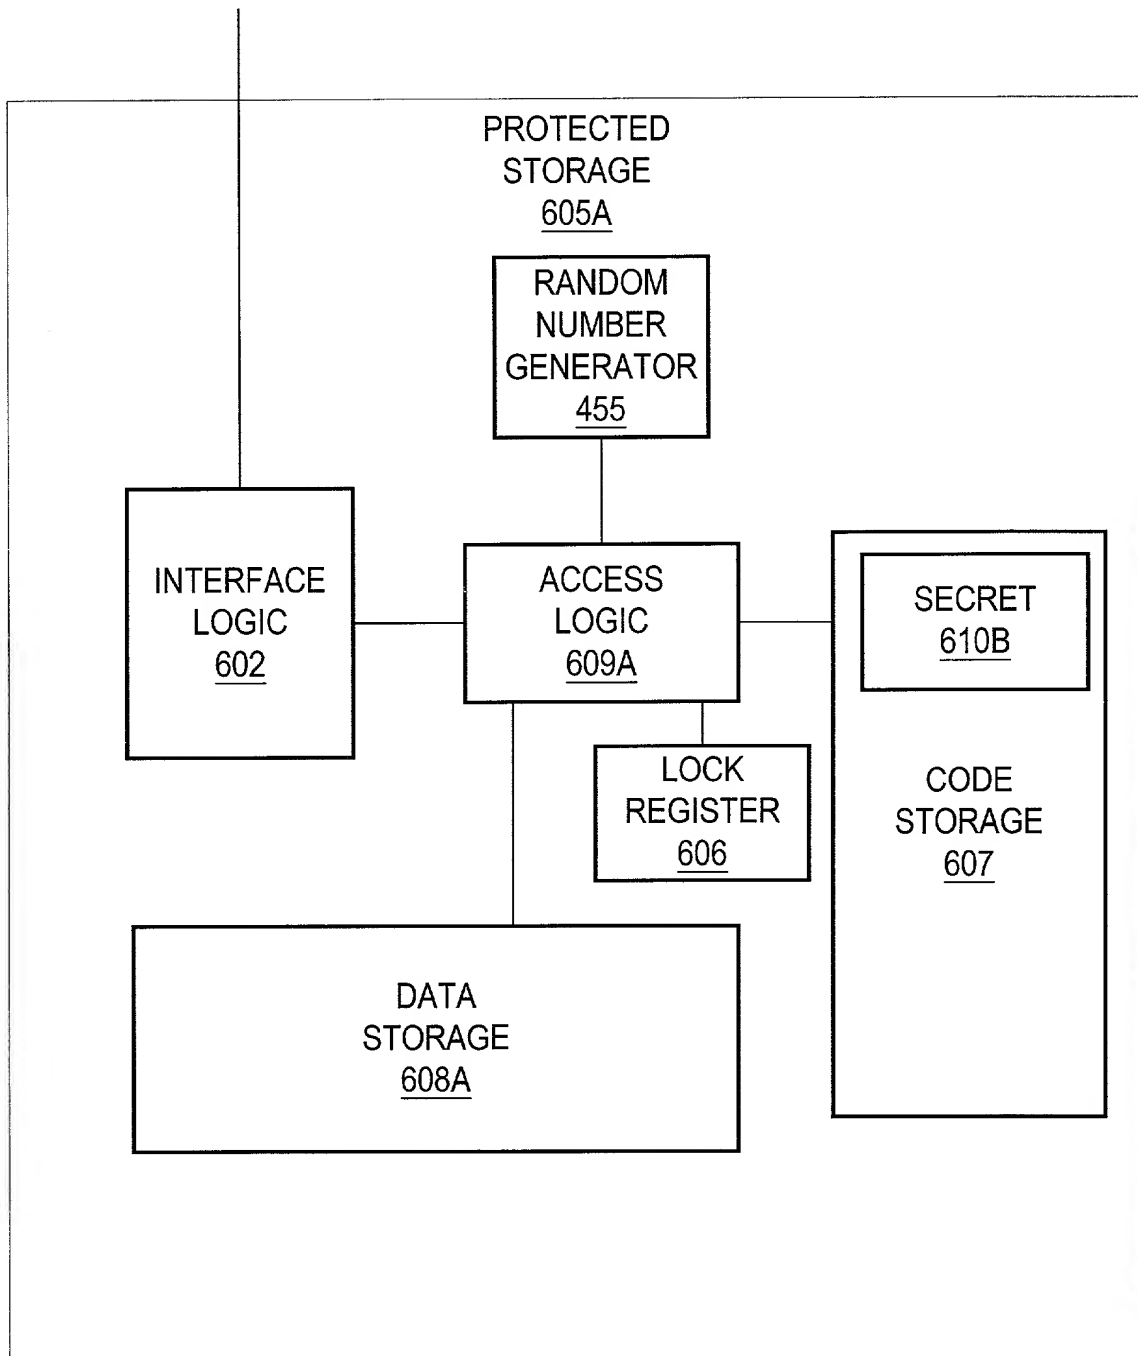 PROTECTED
STORAGE
605A
RANDOM
NUMBER
GENERATOR
455
INTERFACE
LOGIC
602
ACCESS
LOGIC
609A
SECRET
610B
LOCK
REGISTER
606
CODE
STORAGE
607
DATA
STORAGE
608A